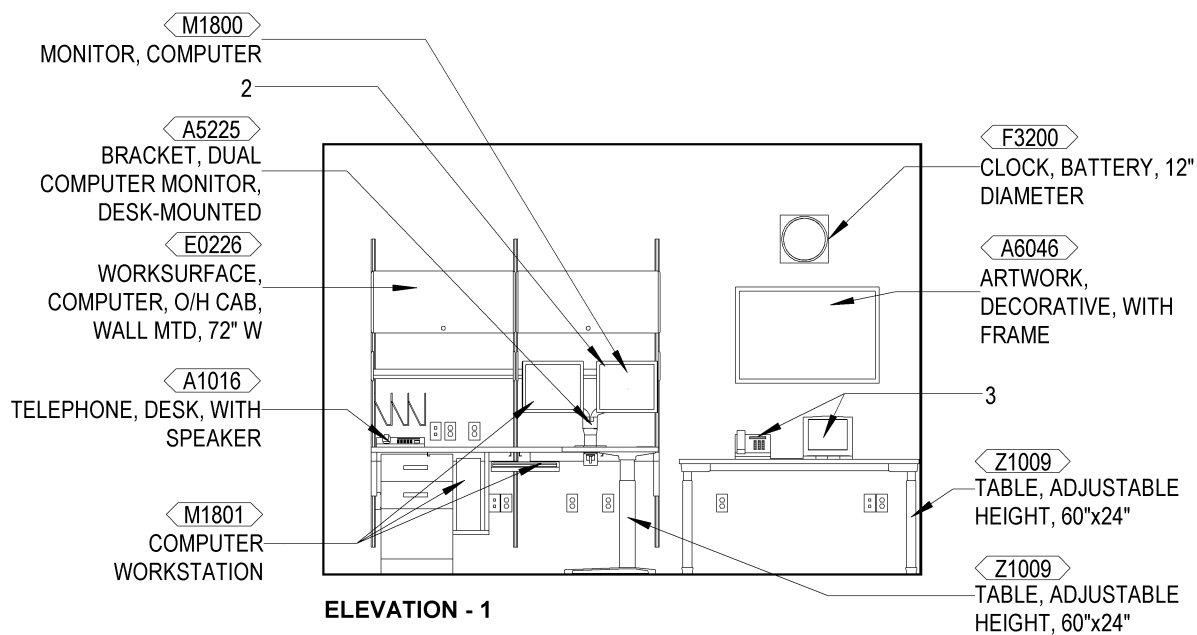 M1800
MONITOR, COMPUTER
2
A5225
BRACKET, DUAL
COMPUTER MONITOR,
DESK-MOUNTED
E0226
WORKSURFACE,
COMPUTER, O/H CAB,
WALL MTD, 72" W
A1016
TELEPHONE, DESK, WITH
SPEAKER
M1801
COMPUTER
WORKSTATION
F3200
CLOCK, BATTERY, 12"
DIAMETER
A6046
ARTWORK,
DECORATIVE, WITH
FRAME
3
Z1009
TABLE, ADJUSTABLE
HEIGHT, 60"x24"
Z1009
TABLE, ADJUSTABLE
HEIGHT, 60"x24"
ELEVATION - 1